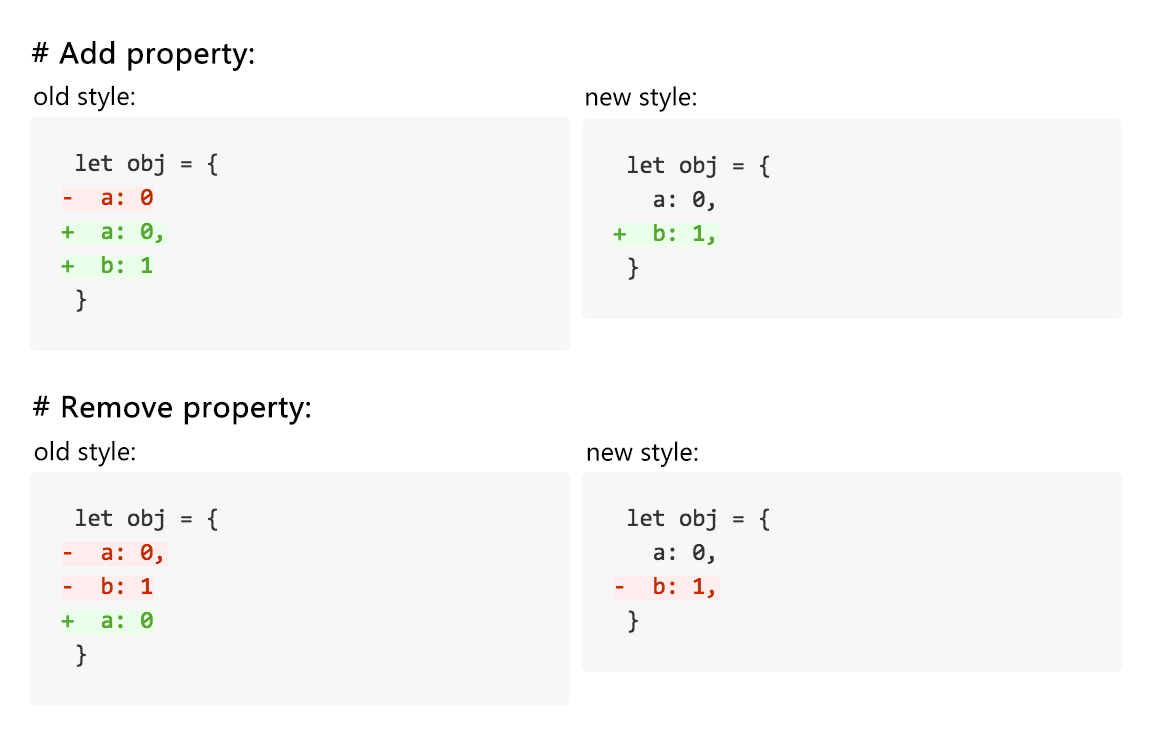 # Add property:
old style:
let obj = {
-  a: 0
+  a: 0,
+  b: 1
}
new style:
let obj = {
a: 0,
+  b: 1,
}
# Remove property:
old style:
let obj = {
-  a: 0,
-  b: 1
+  a: 0
}
new style:
let obj = {
a: 0,
-  b: 1,
}